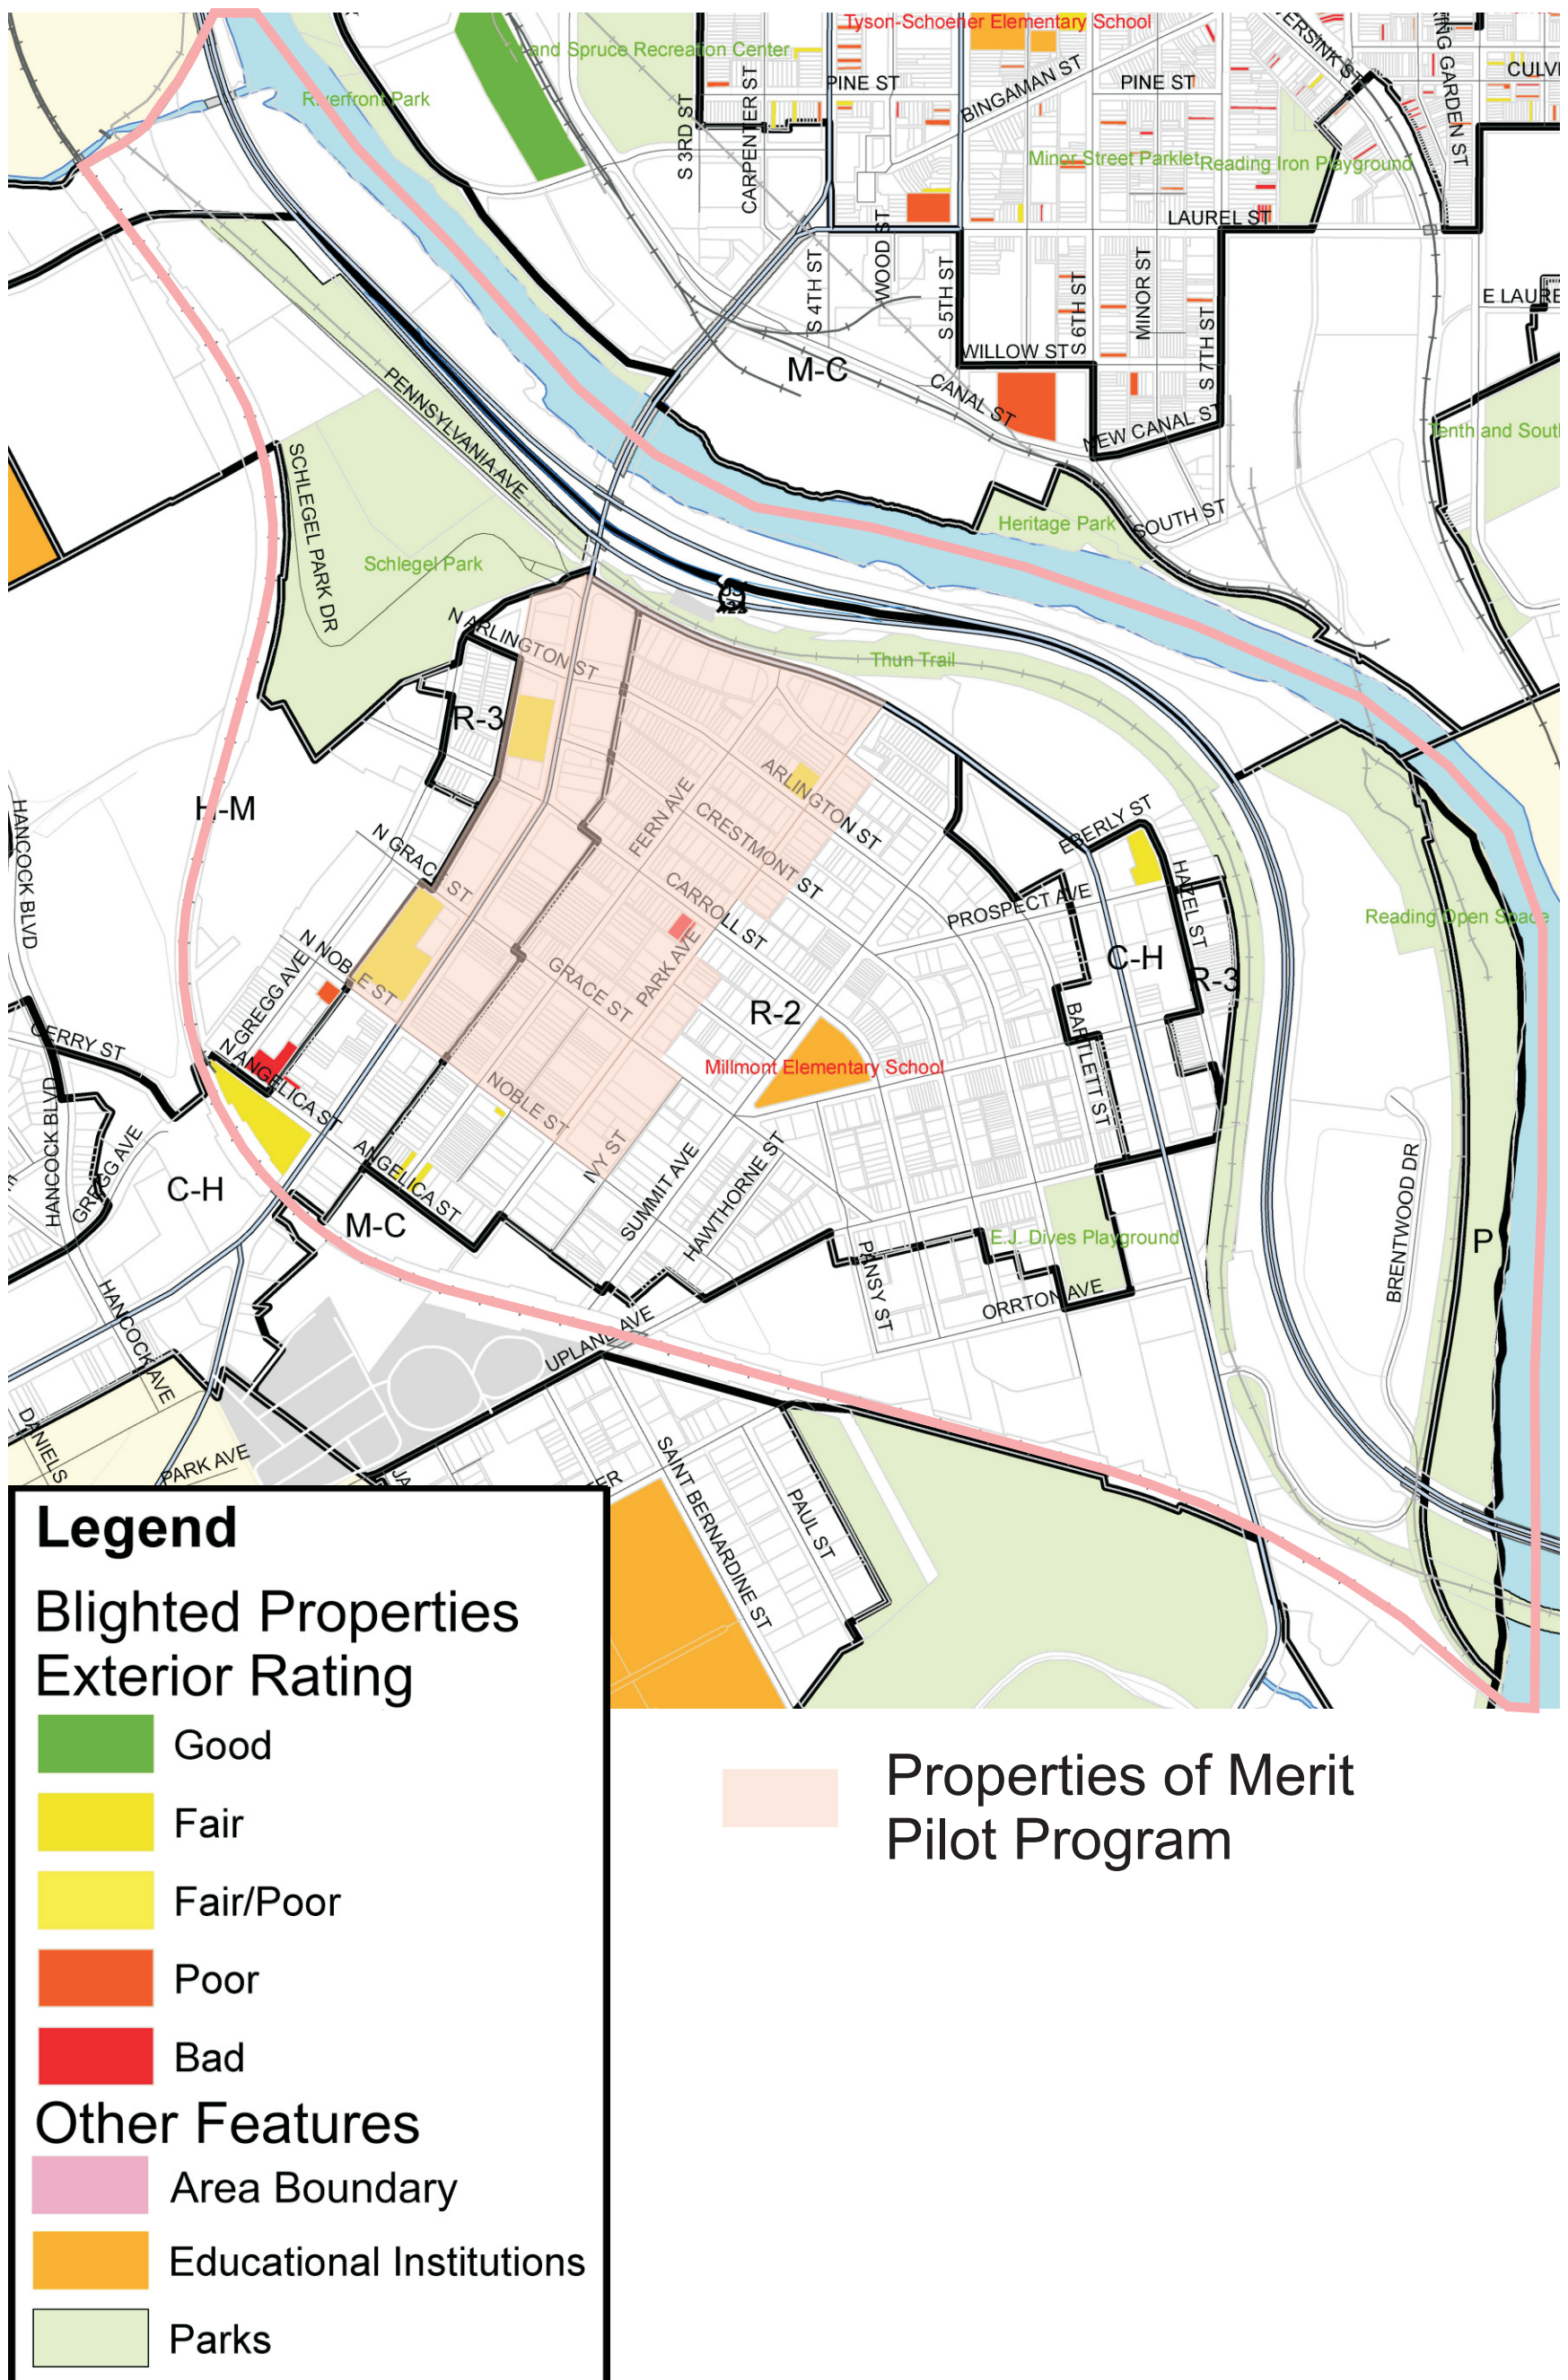 Tyson-Schoener Elementary School
and Spruce Recreation Center
PINE ST
BINGAMAN ST
PINE ST
CULV
Riverfront Park
S 3RD ST
CARPENTER ST
Minor Street Parklet
Reading Iron Playground
LAUREL ST
S 4TH ST
WOOD ST
S 5TH ST
S 6TH ST
MINOR ST
S 7TH ST
E LAURE
WILLOW ST
M-C
CANAL ST
NEW CANAL ST
PENNSYLVANIA AVE
Tenth and South
SCHLEGEL PARK DR
Heritage Park
SOUTH ST
Schlegel Park
N ARLINGTON ST
Thun Trail
R-3
H-M
HANCOCK BLVD
ARLINGTON ST
FERN AVE
CRESTMONT ST
N GRACE ST
EBERLY ST
CARROLL ST
HAZEL ST
PROSPECT AVE
Reading Open Space
N NOBLE ST
GRACE ST
PARK AVE
C-H
R-3
N GREGG AVE
R-2
GERRY ST
N ANGELICA ST
BARTLETT ST
Millmont Elementary School
NOBLE ST
HANCOCK BLVD
GREGG AVE
ANGELICA ST
IVY ST
SUMMIT AVE
HAWTHORNE ST
C-H
M-C
BRENTWOOD DR
P
E.J. Dives Playground
PANSY ST
HANCOCK AVE
ORRTON AVE
UPLAND AVE
DANIELS
PARK AVE
SAINT BERNARDINE ST
PAUL ST
Legend
Blighted Properties
Exterior Rating
Good
Fair
Fair/Poor
Poor
Bad
Other Features
Area Boundary
Educational Institutions
Parks
Properties of Merit
Pilot Program